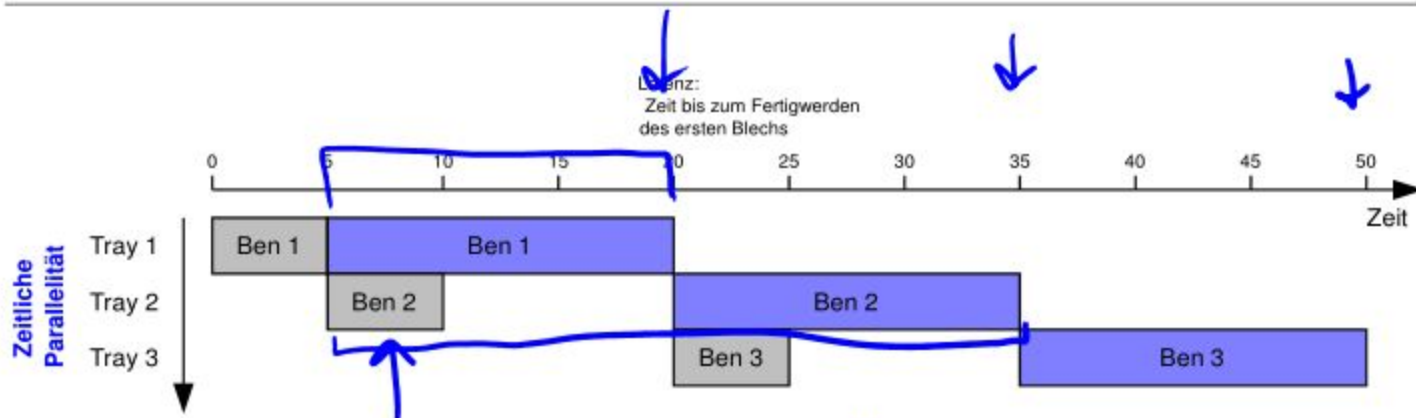 Latenz:
Zeit bis zum Fertigwerden
des ersten Blechs
0 5 10 15 20 25 30 35 40 45 50
Zeit
Zeitliche
Parallelität
Tray 1 Ben 1 Ben 1
Tray 2 Ben 2 Ben 2
Tray 3 Ben 3 Ben 3